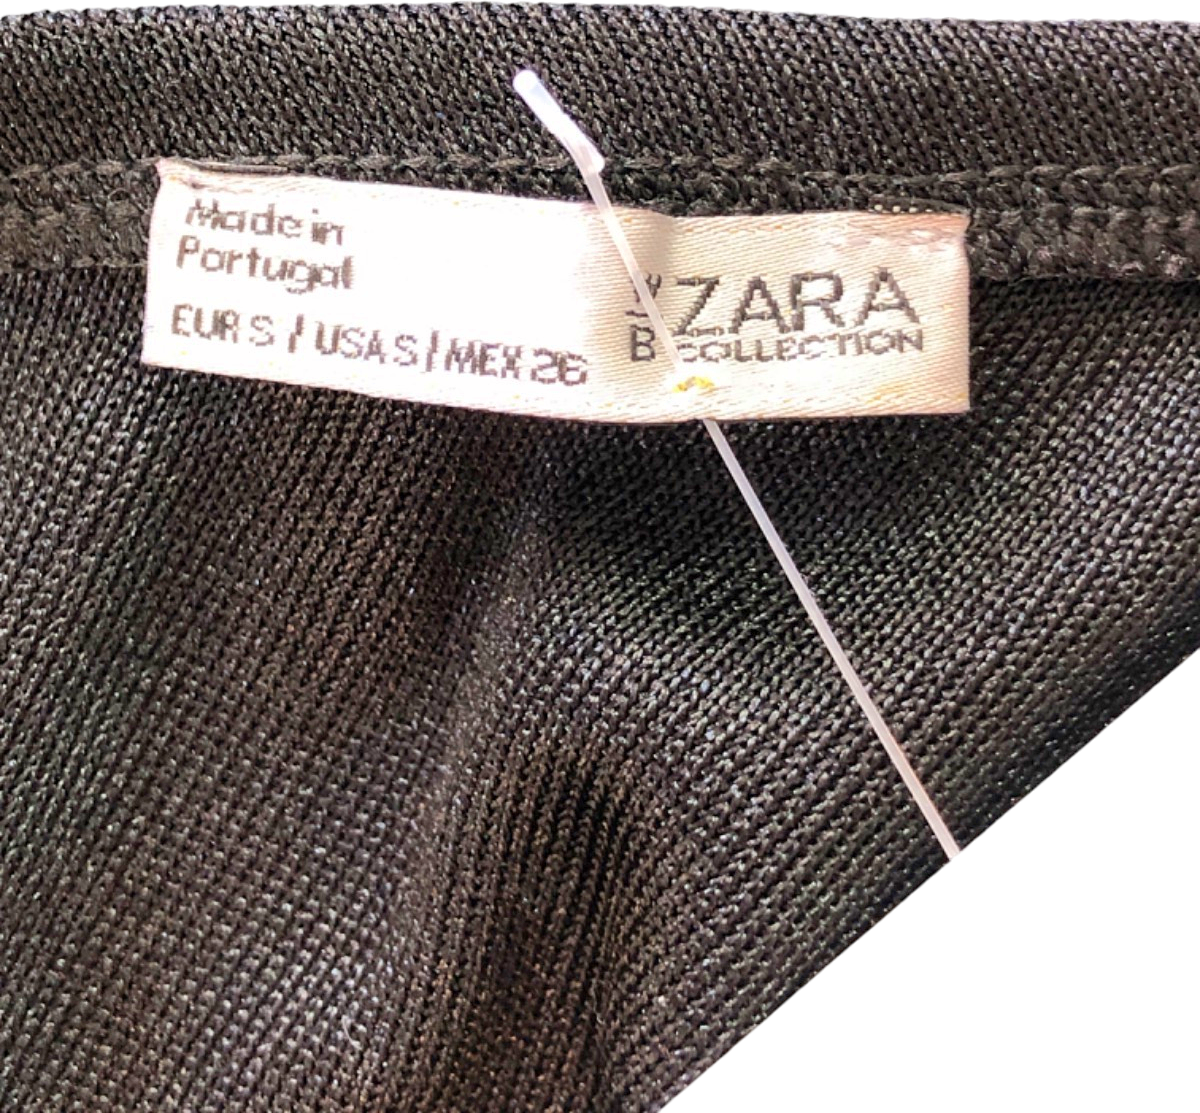 Made in
Portugal
EUR S / USA S | MEX 26
W&B ZARA
COLLECTION